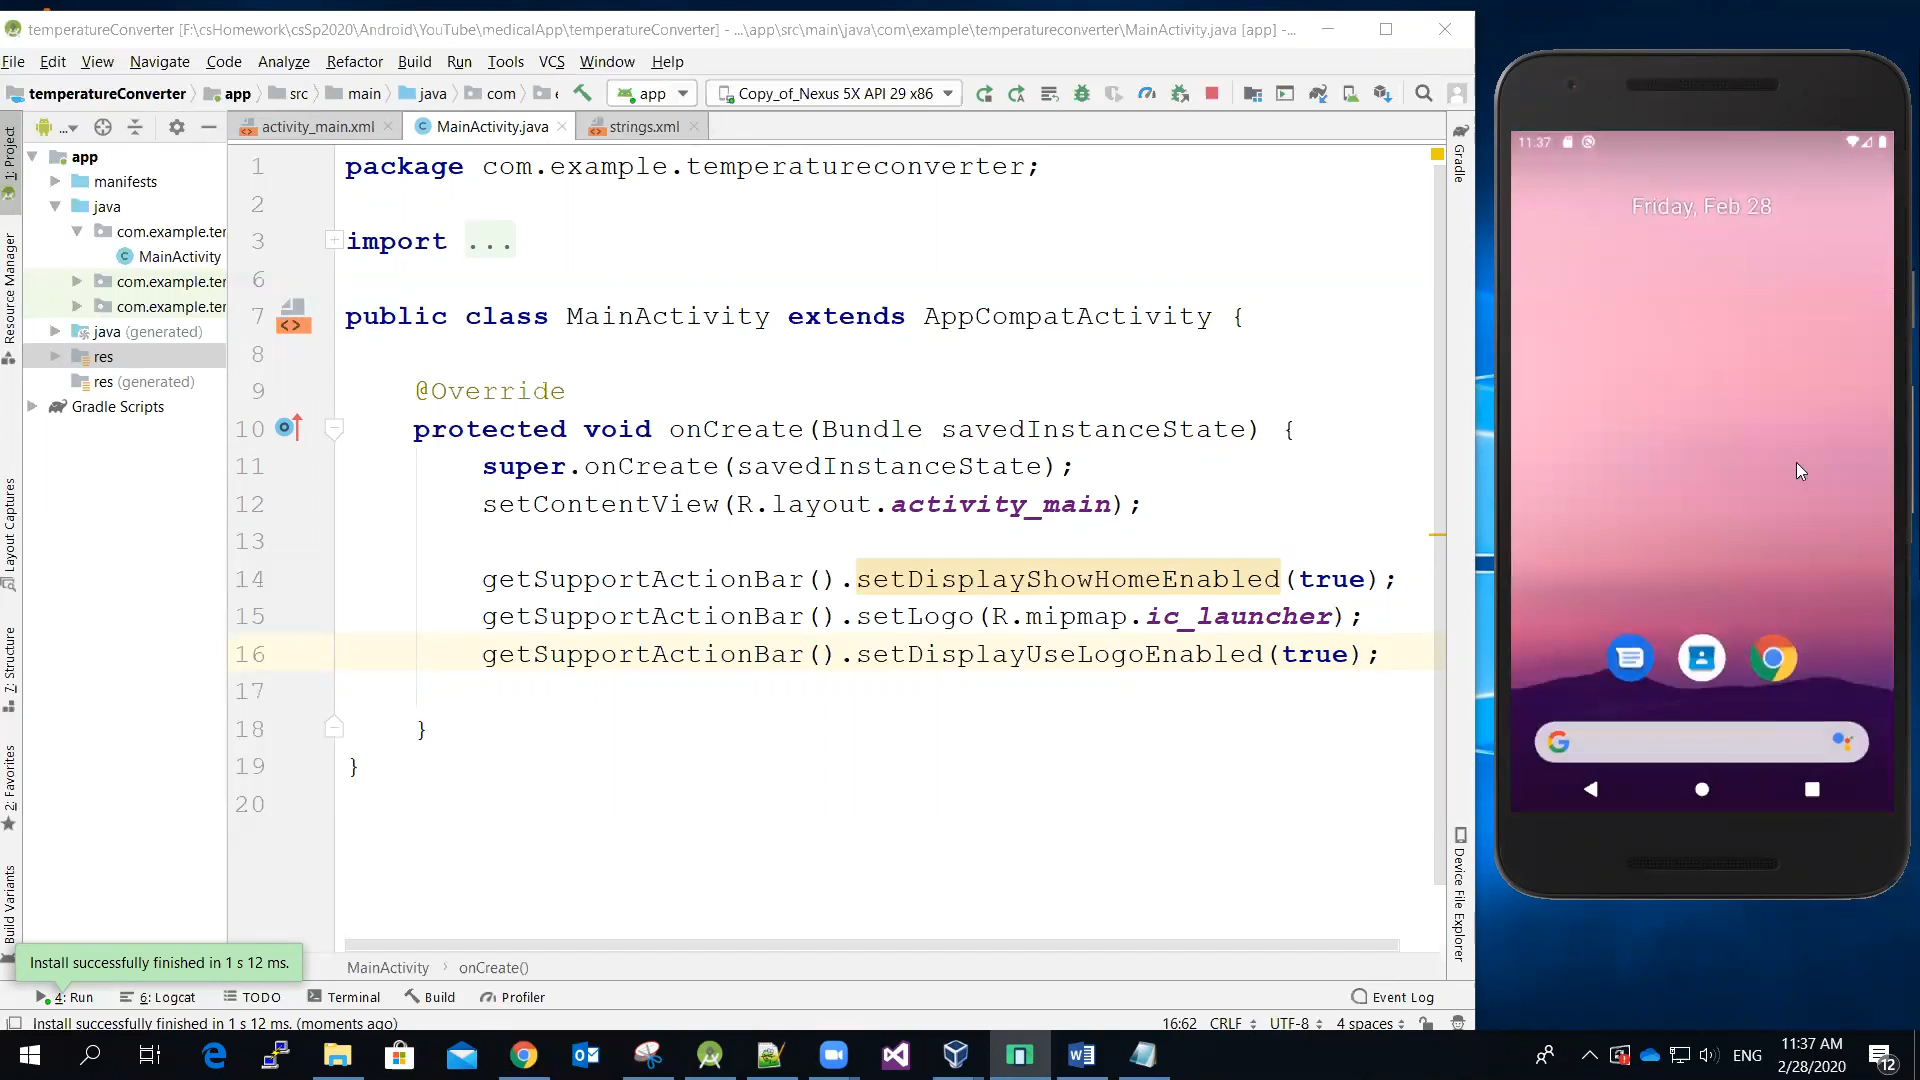 temperatureConverter [F:\csHomework\csSp2020\Android\YouTube\medicalApp\temperatureConverter] - ...\app\src\main\java\com\example\temperatureconverter\MainActivity.java [app] -...
File Edit View Navigate Code Analyze Refactor Build Run Tools VCS Window Help
temperatureConverter app src main java com app Copy_of_Nexus 5X API 29 x86
activity_main.xml MainActivity.java strings.xml
1: Project
Resource Manager
Layout Captures
7: Structure
2: Favorites
Build Variants
app
manifests
java
com.example.ter
MainActivity
com.example.ter
com.example.ter
java (generated)
res
res (generated)
Gradle Scripts
1 package com.example.temperatureconverter;
2
3 import ...
6
7 public class MainActivity extends AppCompatActivity {
8
9 @Override
10 protected void onCreate(Bundle savedInstanceState) {
11 super.onCreate(savedInstanceState);
12 setContentView(R.layout.activity_main);
13
14 getSupportActionBar().setDisplayShowHomeEnabled(true);
15 getSupportActionBar().setLogo(R.mipmap.ic_launcher);
16 getSupportActionBar().setDisplayUseLogoEnabled(true);
17
18 }
19 }
20
Gradle
Device File Explorer
11:37
Friday, Feb 28
Install successfully finished in 1 s 12 ms.
MainActivity › onCreate()
4: Run 6: Logcat TODO Terminal Build Profiler Event Log
Install successfully finished in 1 s 12 ms. (moments ago) 16:62 CRLF UTF-8 4 spaces
ENG 11:37 AM
2/28/2020
12